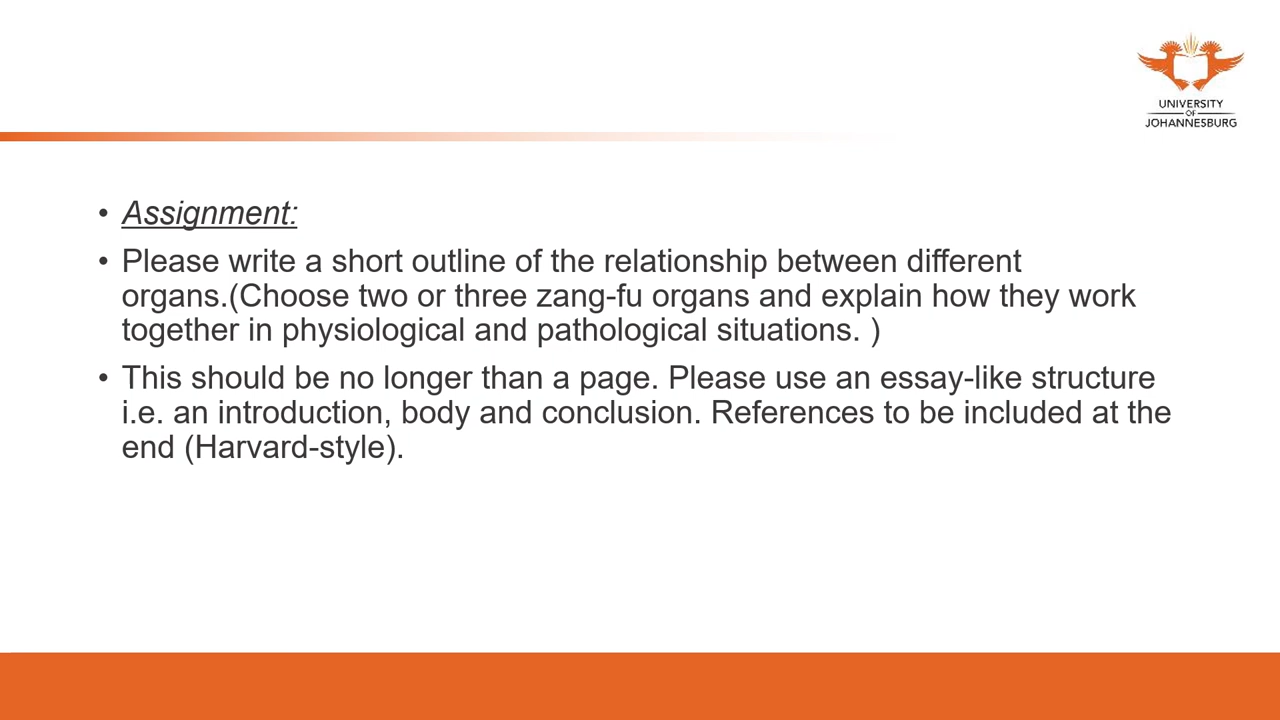 UNIVERSITY
OF
JOHANNESBURG
• Assignment:
• Please write a short outline of the relationship between different
organs.(Choose two or three zang-fu organs and explain how they work
together in physiological and pathological situations. )
• This should be no longer than a page. Please use an essay-like structure
i.e. an introduction, body and conclusion. References to be included at the
end (Harvard-style).